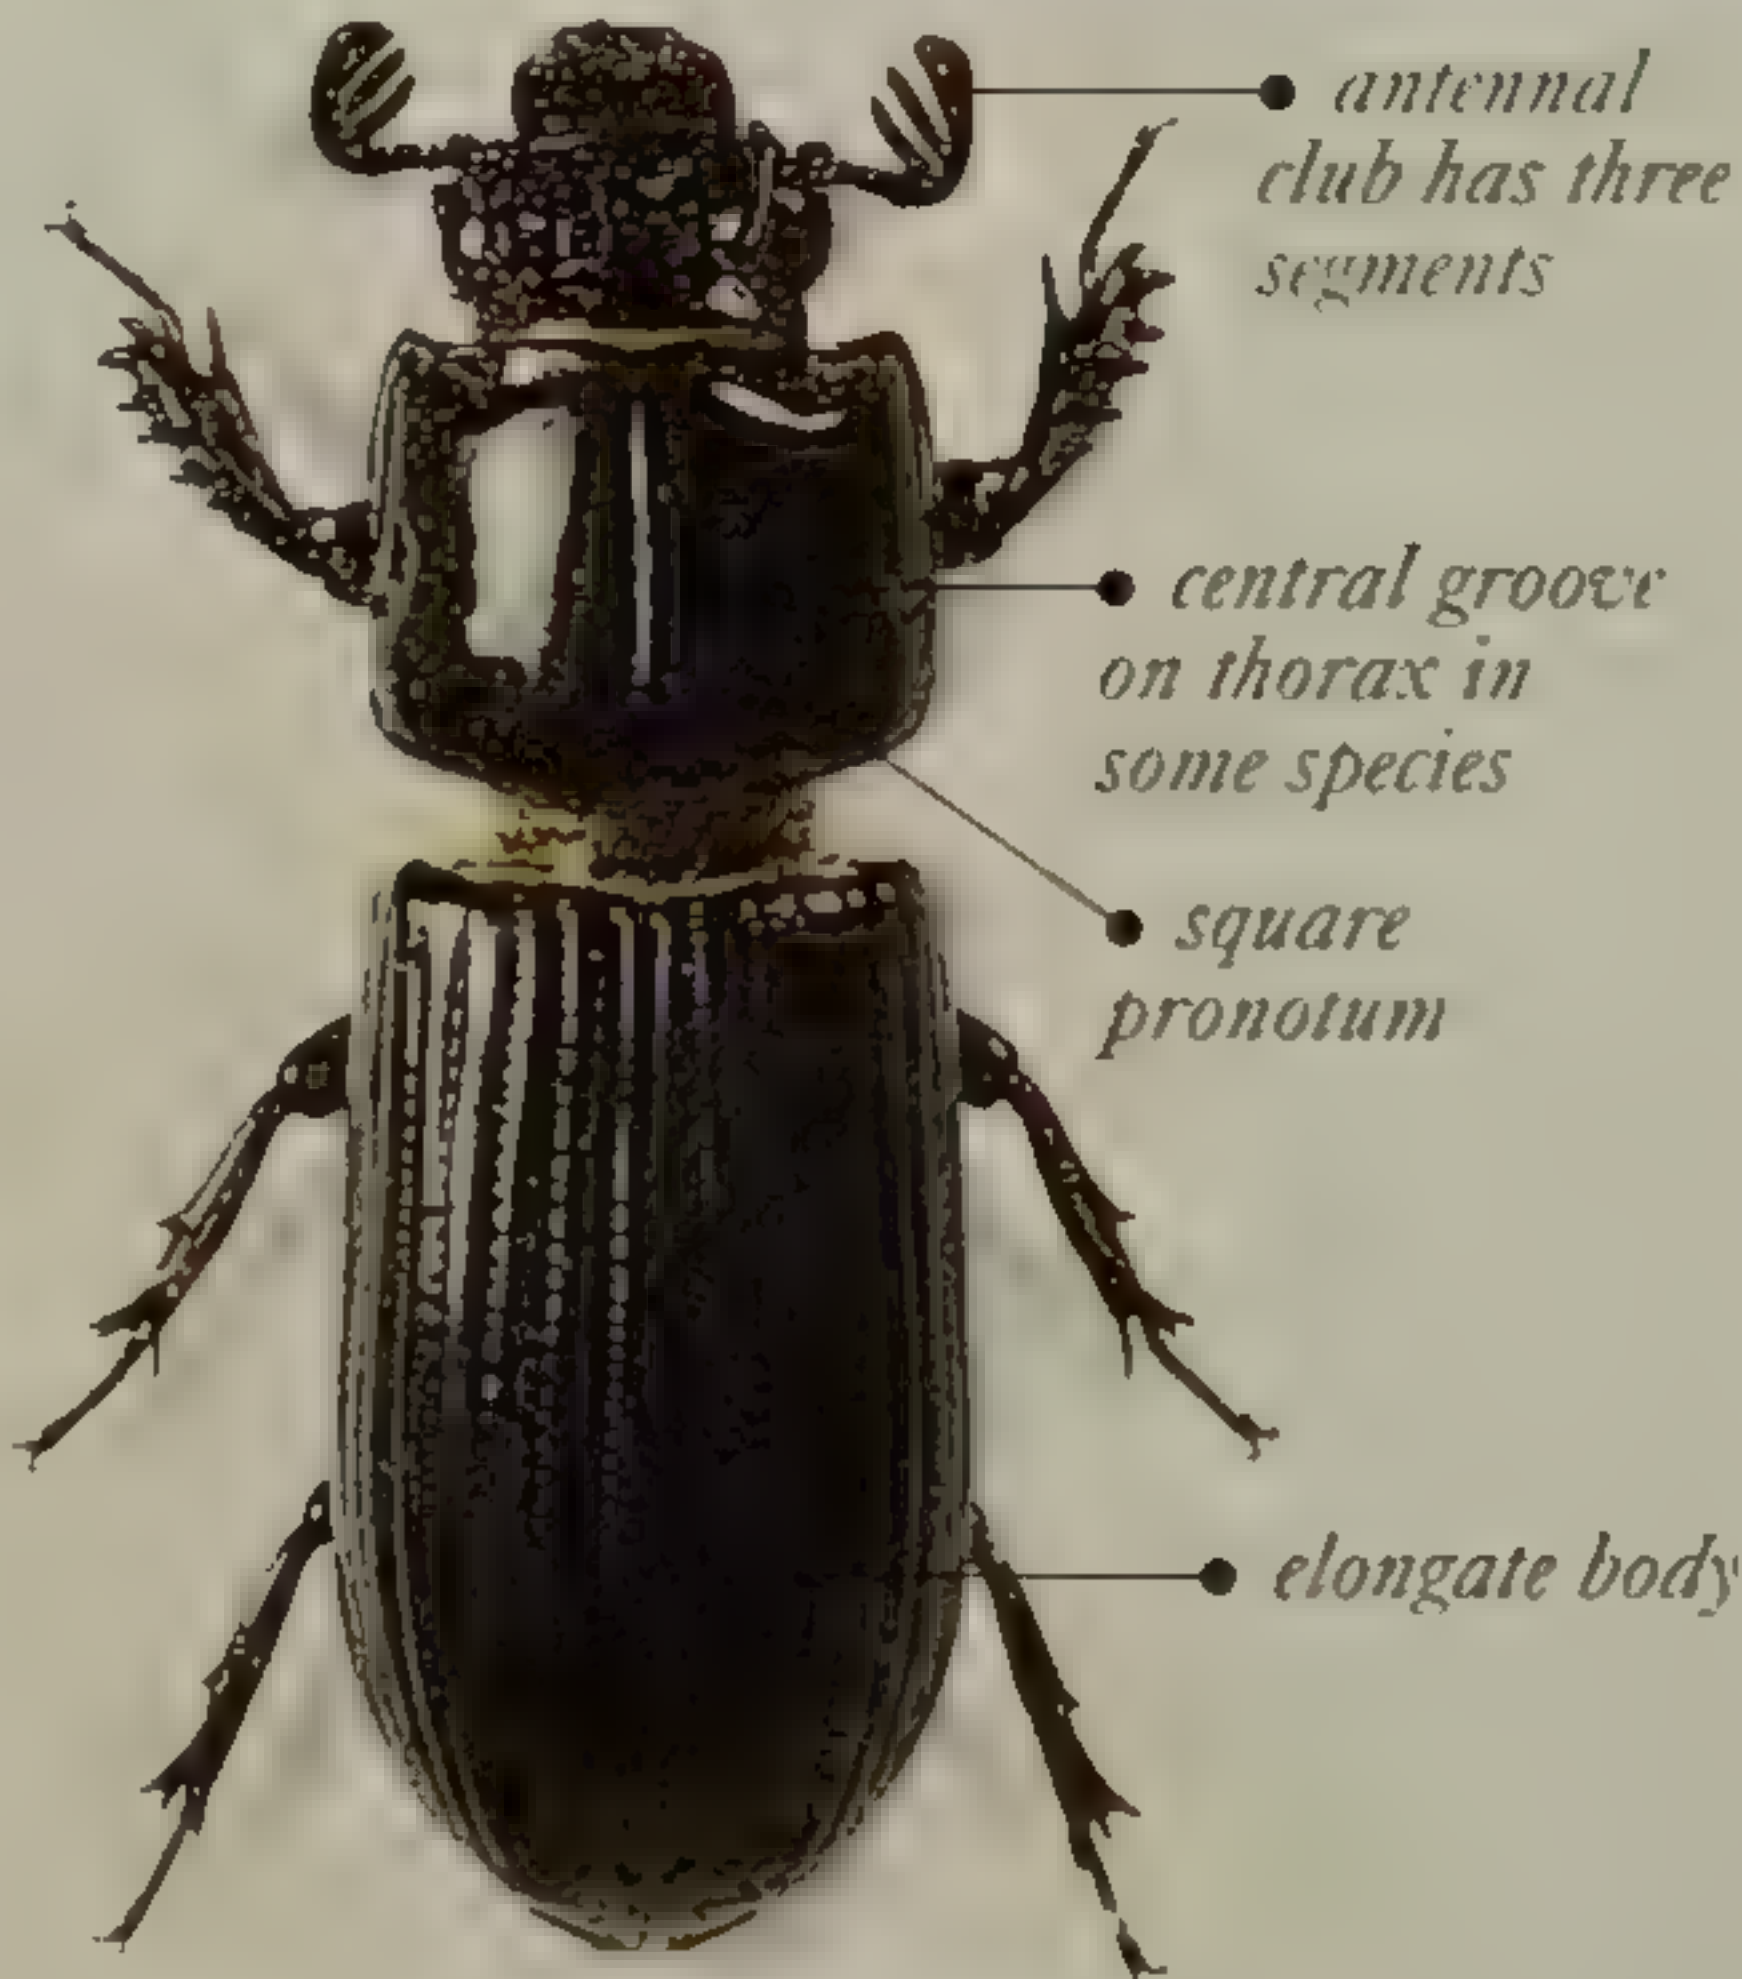 antennal
club has three
segments
central groove
on thorax in
some species
square
pronotum
elongate body